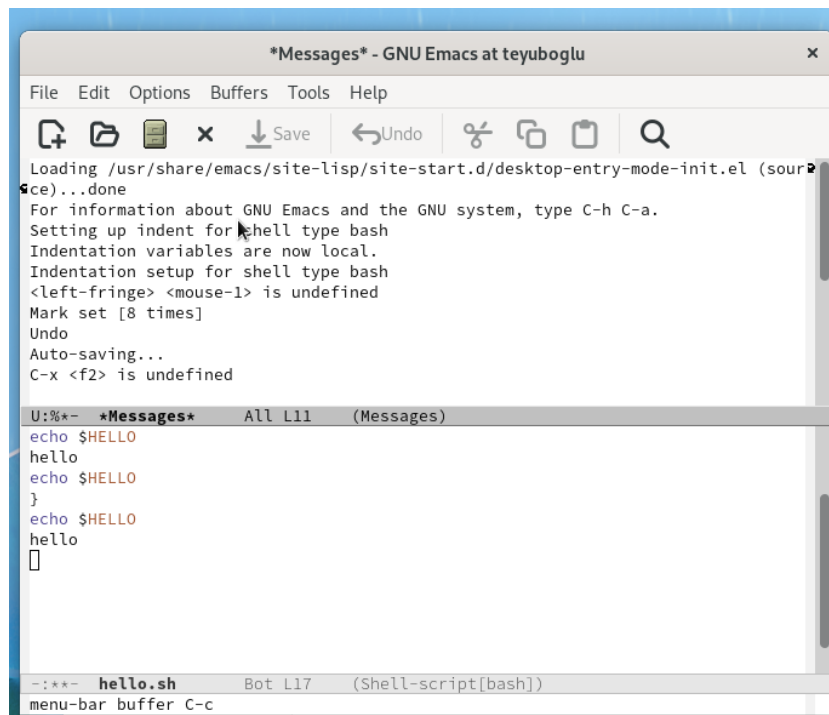 *Messages* - GNU Emacs at teyuboglu
File Edit Options Buffers Tools Help
Save Undo
Loading /usr/share/emacs/site-lisp/site-start.d/desktop-entry-mode-init.el (sour
ce)...done
For information about GNU Emacs and the GNU system, type C-h C-a.
Setting up indent for shell type bash
Indentation variables are now local.
Indentation setup for shell type bash
<left-fringe> <mouse-1> is undefined
Mark set [8 times]
Undo
Auto-saving...
C-x <f2> is undefined
U:%*- *Messages* All L11 (Messages)
echo $HELLO
hello
echo $HELLO
}
echo $HELLO
hello
-:**- hello.sh Bot L17 (Shell-script[bash])
menu-bar buffer C-c